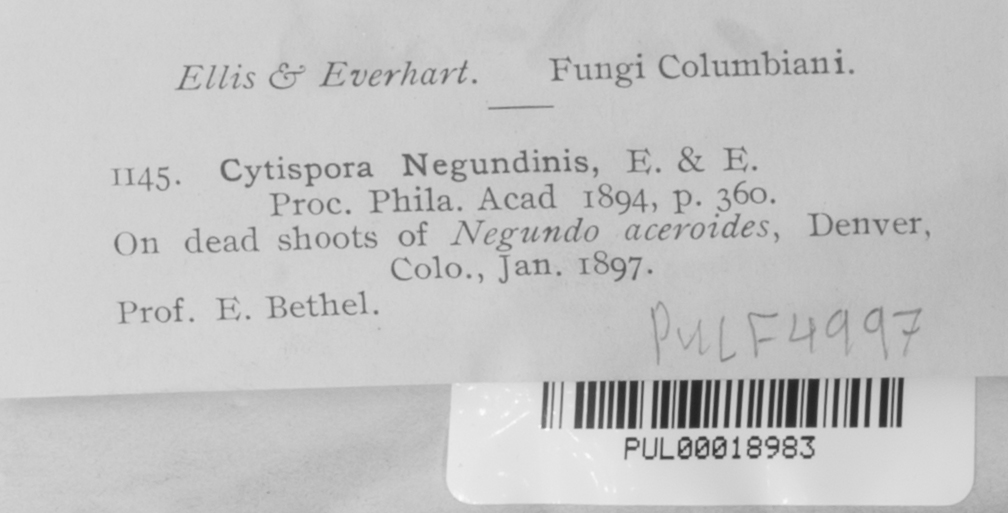 Ellis & Everhart. Fungi Columbiani.
1145. Cytispora Negundinis, E. & E.
Proc. Phila. Acad 1894, p. 360.
On dead shoots of Negundo aceroides, Denver,
Colo., Jan. 1897.
Prof. E. Bethel.
PULF4997
PUL00018983